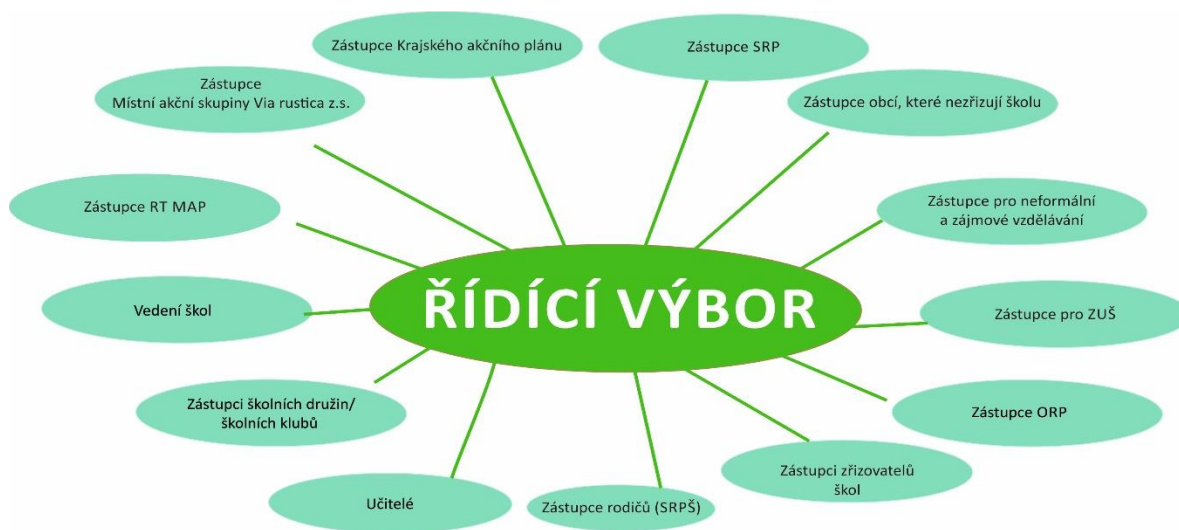 Zástupce Krajského akčního plánu
Zástupce SRP
Zástupce
Místní akční skupiny Via rustica z.s.
Zástupce obcí, které nezřizují školu
Zástupce RT MAP
Zástupce pro neformální
a zájmové vzdělávání
ŘÍDÍCÍ VÝBOR
Vedení škol
Zástupce pro ZUŠ
Zástupci školních družin/
školních klubů
Zástupce ORP
Zástupci zřizovatelů
škol
Učitelé
Zástupce rodičů (SRPŠ)